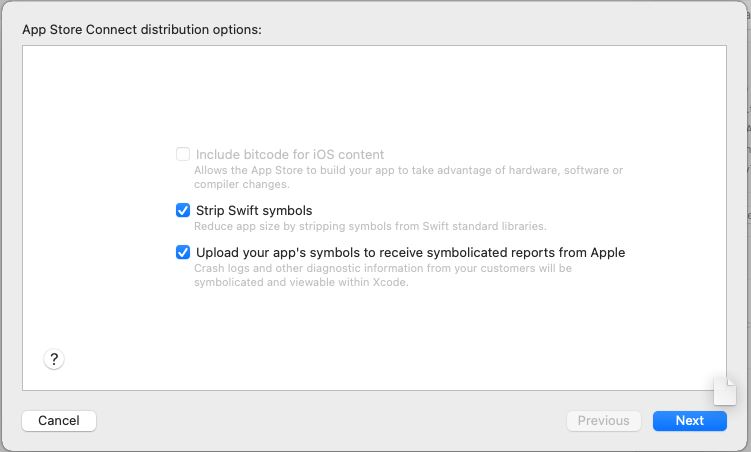 App Store Connect distribution options:
Include bitcode for iOS content
Allows the App Store to build your app to take advantage of hardware, software or
compiler changes.
Strip Swift symbols
Reduce app size by stripping symbols from Swift standard libraries.
Upload your app's symbols to receive symbolicated reports from Apple
Crash logs and other diagnostic information from your customers will be
symbolicated and viewable within Xcode.
?
Cancel
Previous
Next